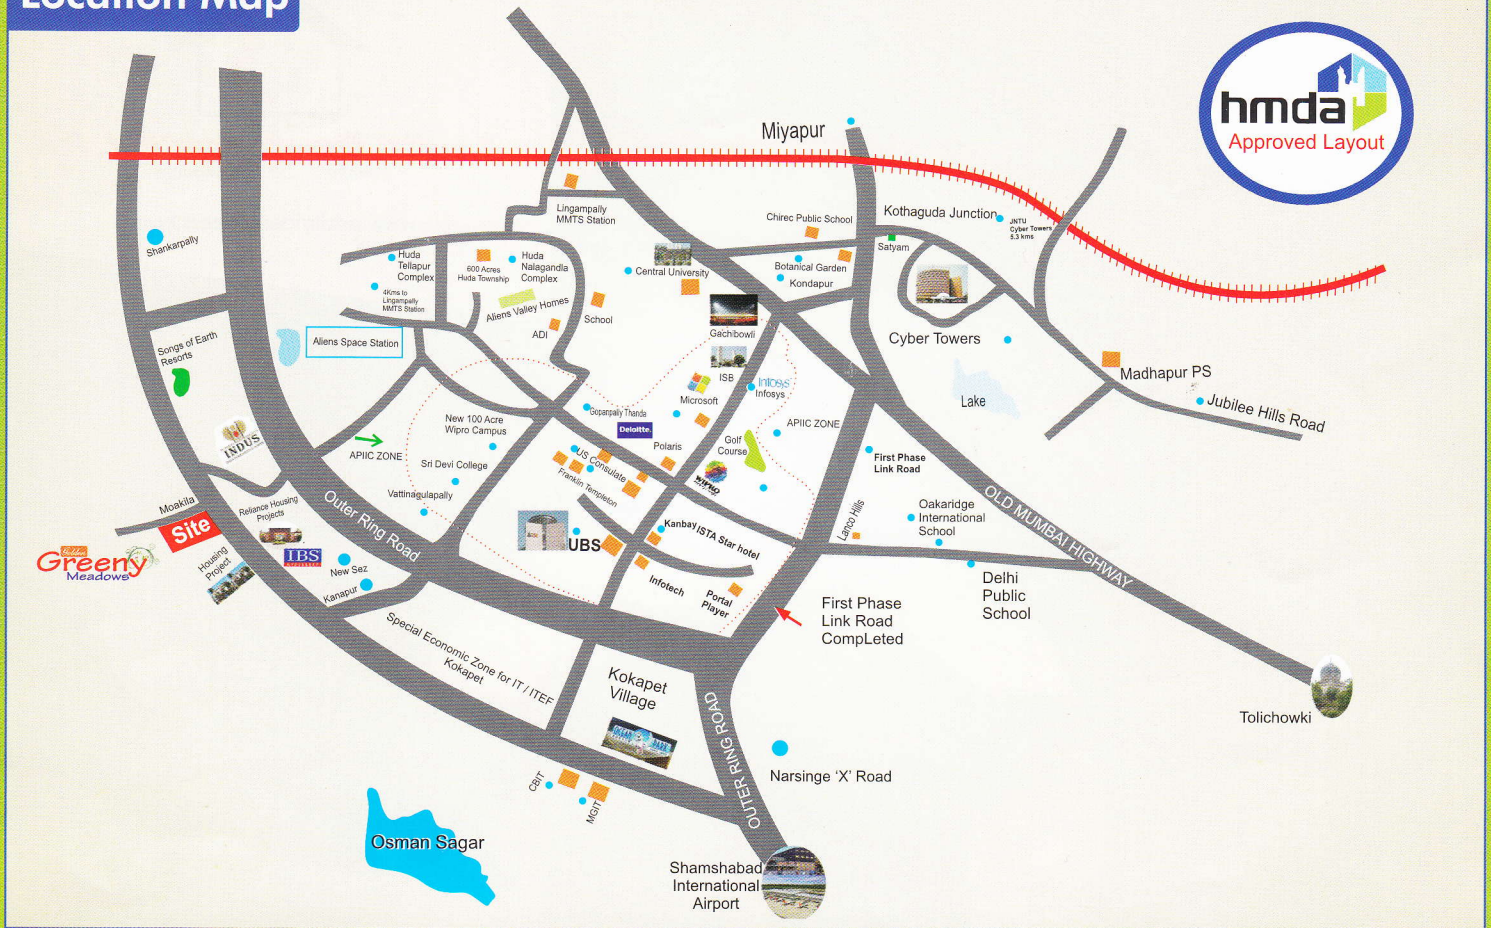 Location Map
hmda
Approved Layout
Miyapur
Lingampally
MMTS Station
Chirec Public School
Kothaguda Junction
JNTU
Cyber Towers
5.3 kms
Satyam
Shankarpally
Huda
Tellapur
Complex
4Kms to
Lingampally
MMTS Station
600 Acres
Huda Township
Huda
Nalagandla
Complex
Central University
Botanical Garden
Kondapur
Aliens Valley Homes
School
ADI
Gachibowli
Aliens Space Station
Songs of Earth
Resorts
Cyber Towers
ISB
Infosys
Infosys
Microsoft
Madhapur PS
Jubilee Hills Road
Lake
Gopanpally Thanda
Deloitte.
New 100 Acre
Wipro Campus
APIIC ZONE
Polaris
Golf
Course
INDUS
APIIC ZONE
Sri Devi College
US Consulate
Franklin Templeton
WIPRO
First Phase
Link Road
Vattinagulapally
Moakila
Site
Reliance Housing
Projects
Outer Ring Road
Lanco Hills
Oakaridge
International
School
OLD MUMBAI HIGHWAY
Golden
Greeny
Meadows
Housing
Project
IBS
New Sez
Kanapur
UBS
Kanbay
ISTA Star hotel
Infotech
Portal
Player
Delhi
Public
School
First Phase
Link Road
CompLeted
Special Economic Zone for IT / ITEF
Kokapet
Kokapet
Village
OCEAN PARK
OUTER RING ROAD
Tolichowki
Narsinge ‘X’ Road
CBIT
MGIT
Osman Sagar
Shamshabad
International
Airport